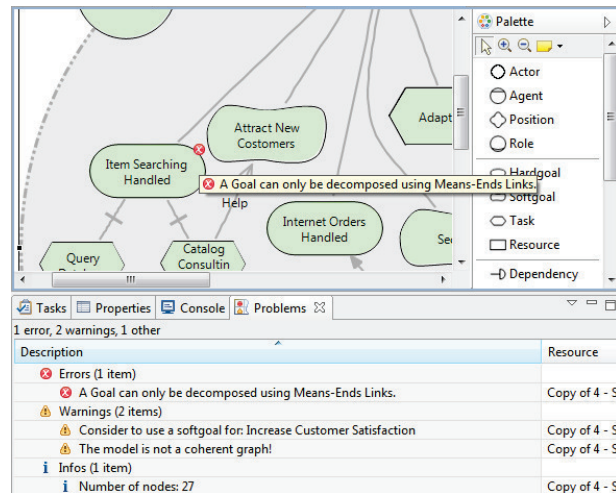 Palette
Actor
Agent
Position
Role
Hardgoal
Softgoal
Task
Resource
Dependency
Attract New
Customers
Item Searching
Handled
A Goal can only be decomposed using Means-Ends Links.
Help
Internet Orders
Handled
Query
Catalog
Consultin
Tasks Properties Console Problems
1 error, 2 warnings, 1 other
Description Resource
Errors (1 item)
A Goal can only be decomposed using Means-Ends Links. Copy of 4 - S
Warnings (2 items)
Consider to use a softgoal for: Increase Customer Satisfaction Copy of 4 - S
The model is not a coherent graph! Copy of 4 - S
Infos (1 item)
Number of nodes: 27 Copy of 4 - S